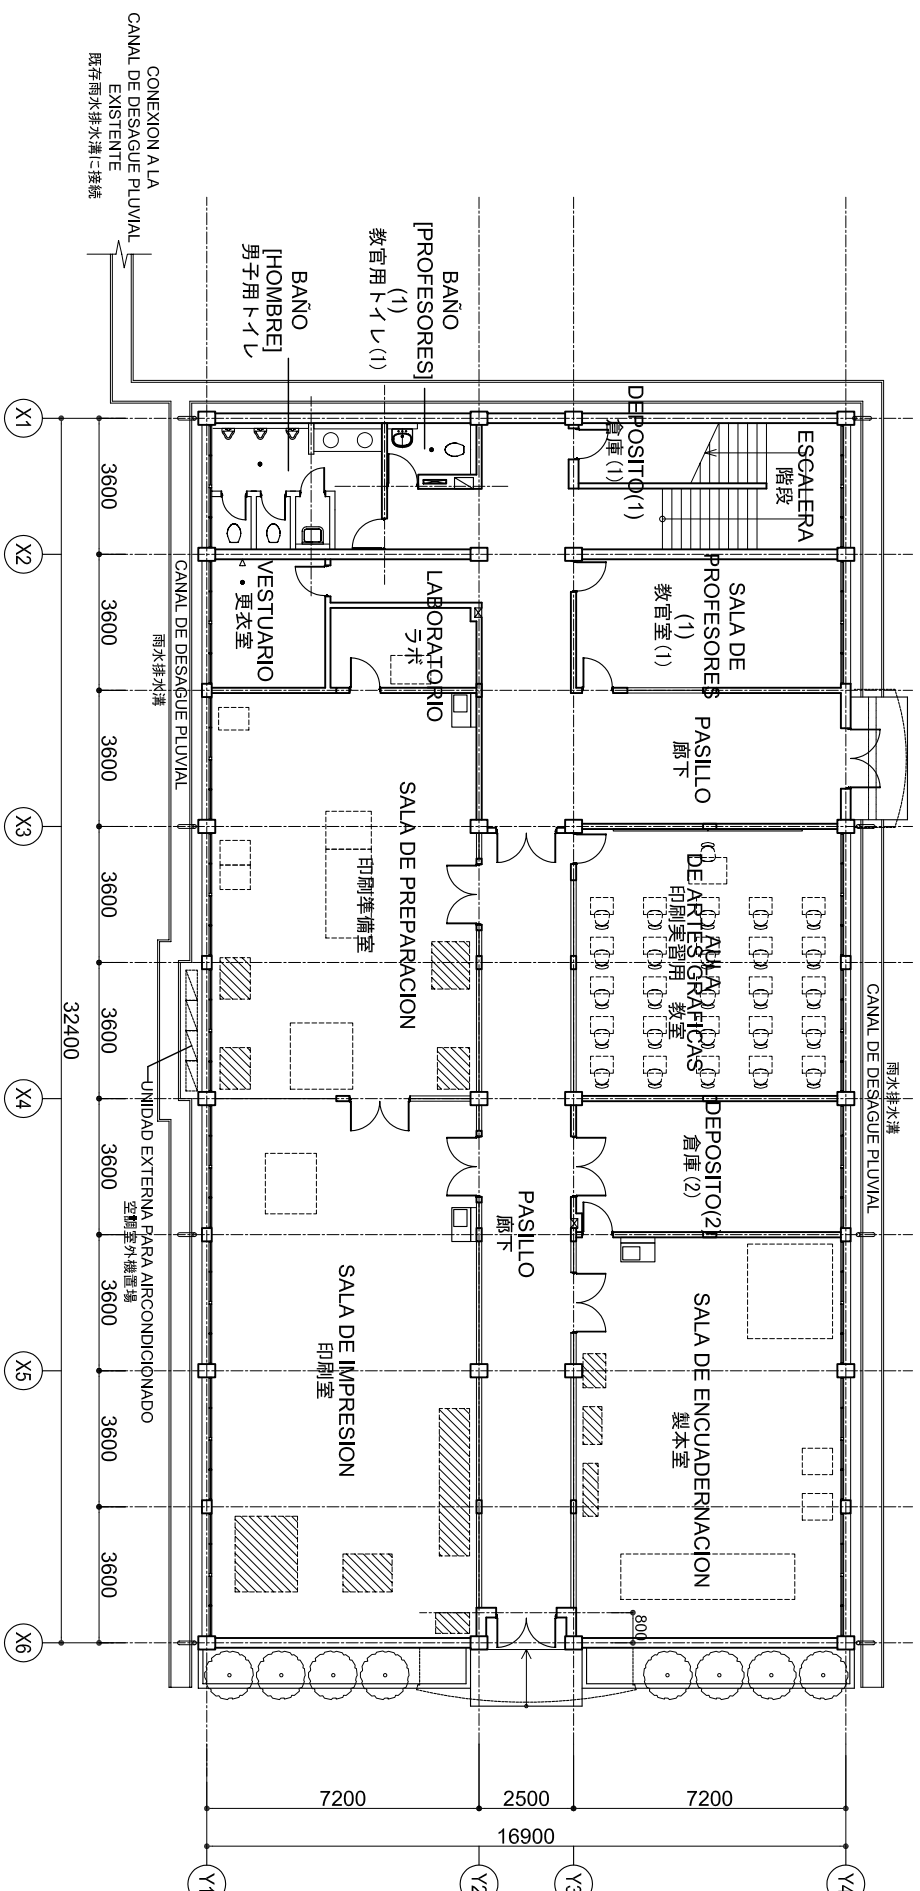 CONEXION A LA
CANAL DE DESAGUE PLUVIAL
EXISTENTE
既存雨水排水溝に接続
BAÑO
[PROFESORES]
(1)
教官用トイレ(1)
BAÑO
[HOMBRE]
男子用トイレ
DEPOSITO(1)
倉庫(1)
ESCALERA
階段
VESTUARIO
更衣室
LABORATORIO
ラボ
SALA DE
PROFESORES
(1)
教官室(1)
PASILLO
廊下
CANAL DE DESAGUE PLUVIAL
雨水排水溝
SALA DE PREPARACION
印刷準備室
AULA
DE ARTES GRAFICAS
印刷実習用 教室
雨水排水溝
CANAL DE DESAGUE PLUVIAL
UNIDAD EXTERNA PARA AIRCONDICIONADO
空調室外機置場
DEPOSITO(2)
倉庫(2)
PASILLO
廊下
SALA DE IMPRESION
印刷室
SALA DE ENCUADERNACION
製本室
X1
X2
X3
X4
X5
X6
3600
3600
3600
3600
3600
3600
3600
3600
3600
32400
800
7200
2500
7200
16900
Y1
Y2
Y3
Y4